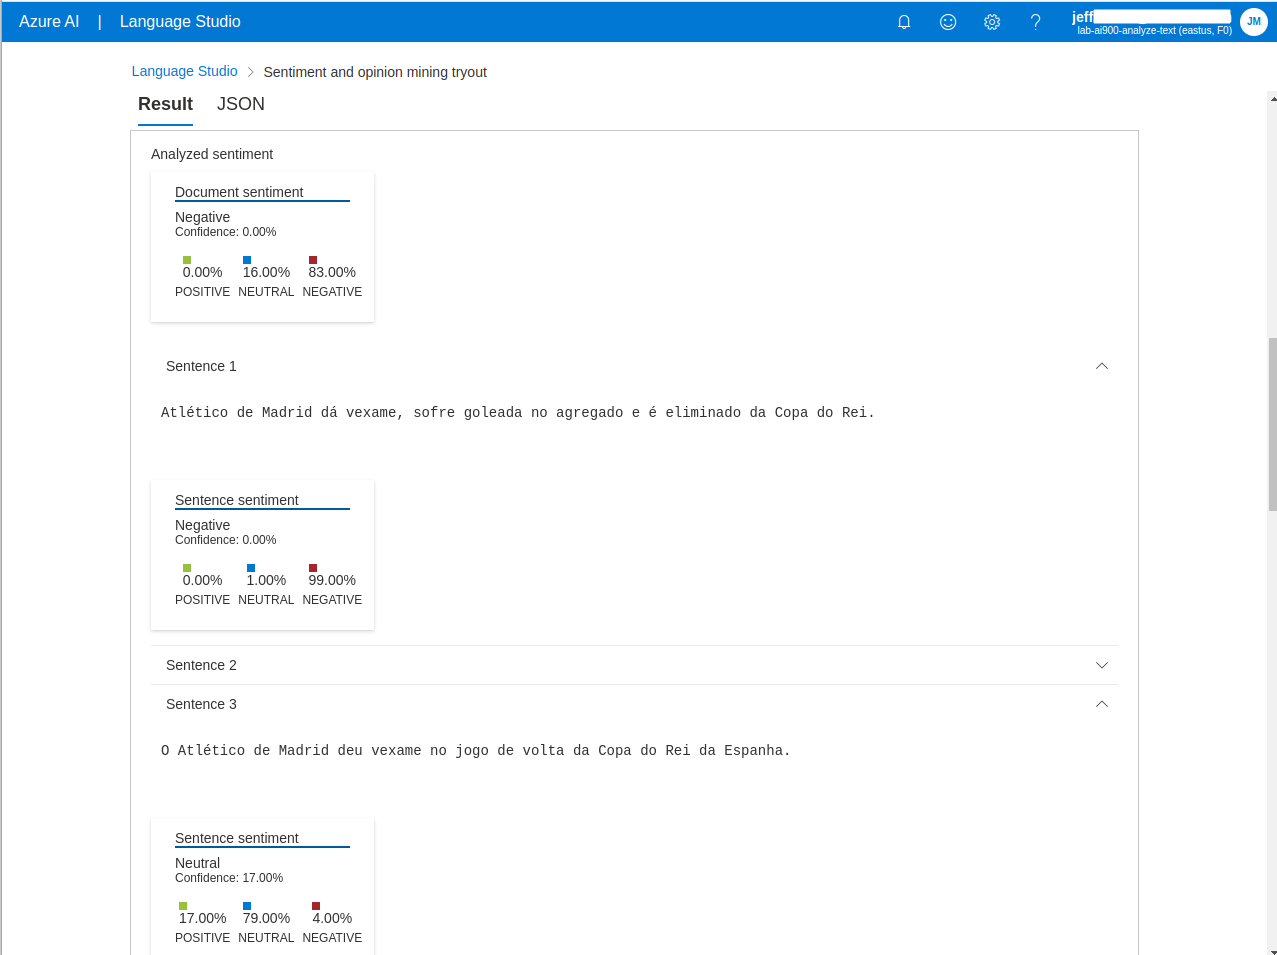 Azure AI | Language Studio
jeff
lab-ai900-analyze-text (eastus, F0)
JM
Language Studio > Sentiment and opinion mining tryout
Result JSON
Analyzed sentiment
Document sentiment
Negative
Confidence: 0.00%
0.00% 16.00% 83.00%
POSITIVE NEUTRAL NEGATIVE
Sentence 1
Atlético de Madrid dá vexame, sofre goleada no agregado e é eliminado da Copa do Rei.
Sentence sentiment
Negative
Confidence: 0.00%
0.00% 1.00% 99.00%
POSITIVE NEUTRAL NEGATIVE
Sentence 2
Sentence 3
O Atlético de Madrid deu vexame no jogo de volta da Copa do Rei da Espanha.
Sentence sentiment
Neutral
Confidence: 17.00%
17.00% 79.00% 4.00%
POSITIVE NEUTRAL NEGATIVE